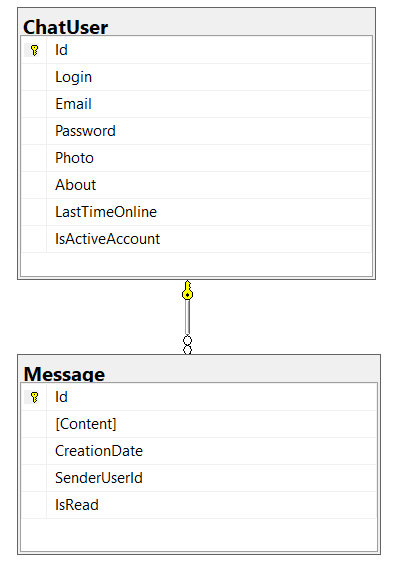 ChatUser
Id
Login
Email
Password
Photo
About
LastTimeOnline
IsActiveAccount
Message
Id
[Content]
CreationDate
SenderUserId
IsRead